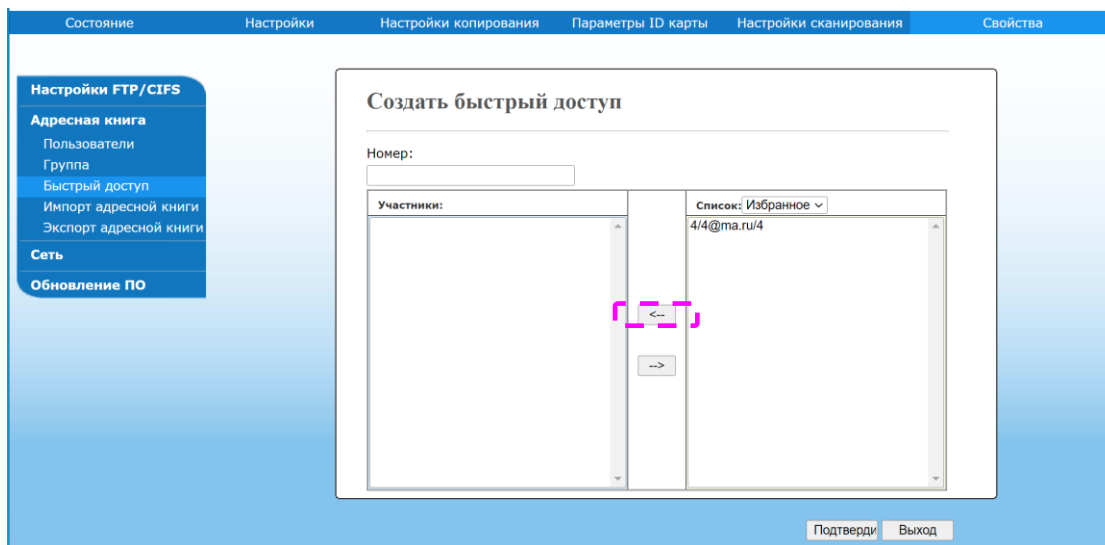 Состояние Настройки Настройки копирования Параметры ID карты Настройки сканирования Свойства
Настройки FTP/CIFS
Адресная книга
Пользователи
Группа
Быстрый доступ
Импорт адресной книги
Экспорт адресной книги
Сеть
Обновление ПО
Создать быстрый доступ
Номер:
Участники:
Список: Избранное
4/4@ma.ru/4
<--
-->
Подтверди Выход